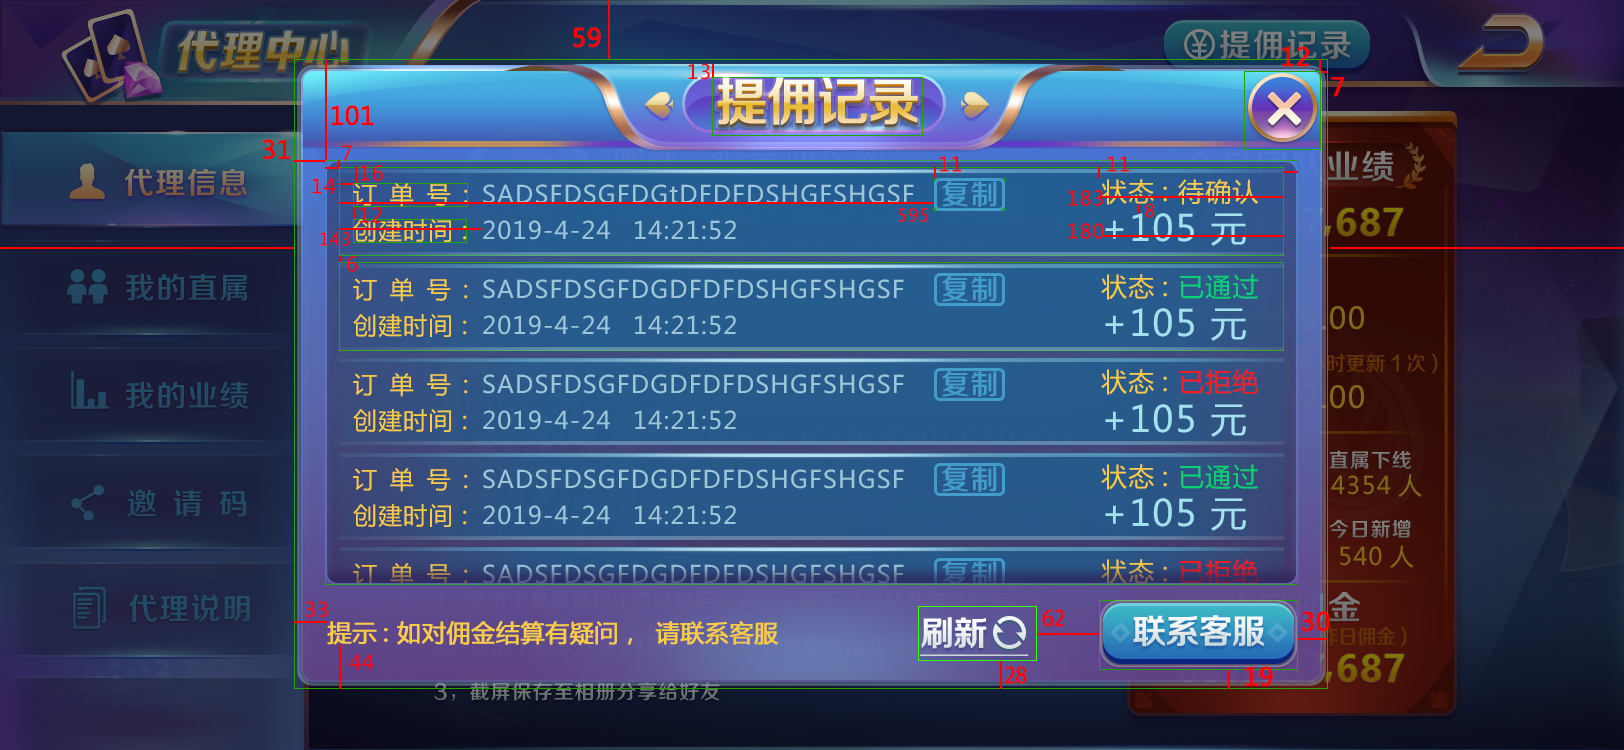 代理中心
59
提佣记录
12
7
13
提佣记录
101
31
7
代理信息
业绩
7,687
14
16
11
11
订 单 号 : SADSFDSGFDGtDFDFDSHGFSHGSF
复制
183
状态 : 待确认
12
595
18
143
创建时间 : 2019-4-24 14:21:52
180
+105 元
6
我的直属
订 单 号 : SADSFDSGFDGDFDFDSHGFSHGSF
复制
状态 : 已通过
创建时间 : 2019-4-24 14:21:52
+105 元
.00
时更新1次）
我的业绩
订 单 号 : SADSFDSGFDGDFDFDSHGFSHGSF
复制
状态 : 已拒绝
创建时间 : 2019-4-24 14:21:52
+105 元
.00
邀 请 码
订 单 号 : SADSFDSGFDGDFDFDSHGFSHGSF
复制
状态 : 已通过
创建时间 : 2019-4-24 14:21:52
+105 元
直属下线
4354 人
今日新增
540 人
订 单 号 : SADSFDSGFDGDFDFDSHGFSHGSF
复制
状态 : 已拒绝
代理说明
33
提示 : 如对佣金结算有疑问 ， 请联系客服
刷新
62
联系客服
30
金
昨日佣金）
,687
44
28
19
3，截屏保存至相册分享给好友